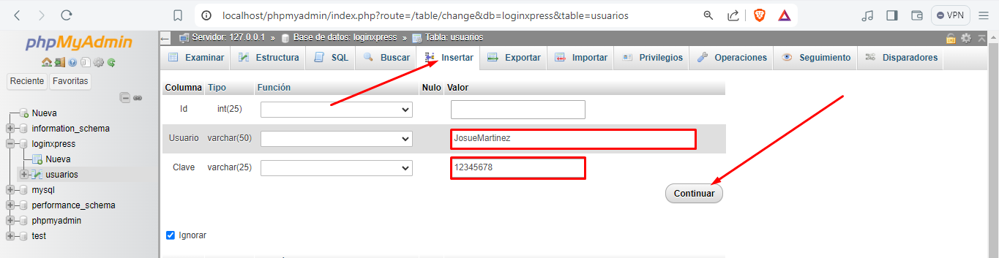 localhost/phpmyadmin/index.php?route=/table/change&db=loginxpress&table=usuarios
VPN
phpMyAdmin
Reciente Favoritas
Nueva
information_schema
loginxpress
Nueva
usuarios
mysql
performance_schema
phpmyadmin
test
Servidor: 127.0.0.1 » Base de datos: loginxpress » Tabla: usuarios
Examinar Estructura SQL Buscar Insertar Exportar Importar Privilegios Operaciones Seguimiento Disparadores
Columna Tipo Función Nulo Valor
Id int(25)
Usuario varchar(50) JosueMartinez
Clave varchar(25) 12345678
Continuar
Ignorar